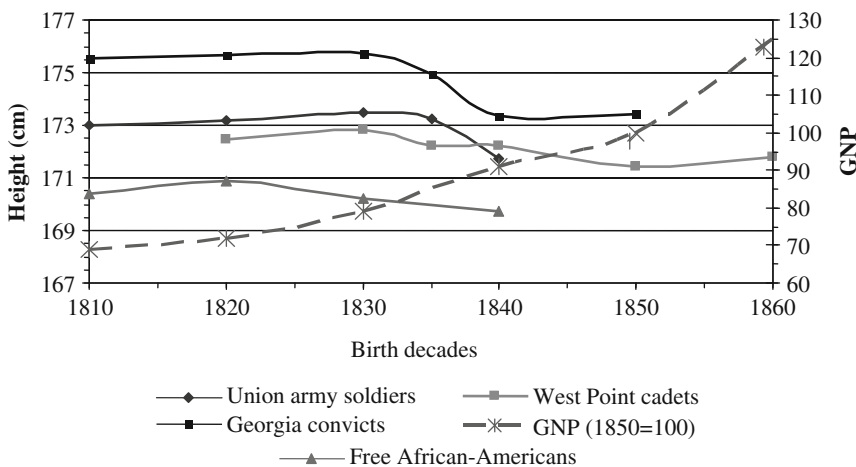 177
175
173
171
169
167
Height (cm)
130
120
110
100
90
80
70
60
GNP
1810 1820 1830 1840 1850 1860
Birth decades
Union army soldiers West Point cadets
Georgia convicts GNP (1850=100)
Free African-Americans